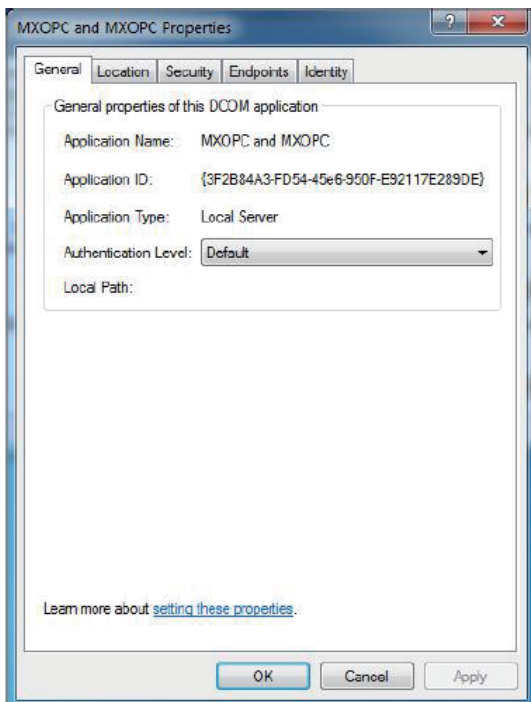 MXOPC and MXOPC Properties
General Location Security Endpoints Identity
General properties of this DCOM application
Application Name: MXOPC and MXOPC
Application ID: {3F2B84A3-FD54-45e6-950F-E92117E289DE}
Application Type: Local Server
Authentication Level: Default
Local Path:
Learn more about setting these properties.
OK Cancel Apply